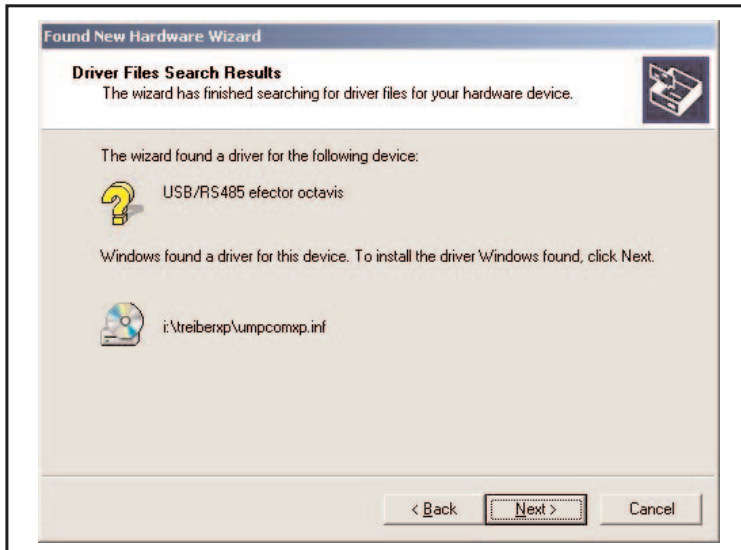 Found New Hardware Wizard
Driver Files Search Results
The wizard has finished searching for driver files for your hardware device.
The wizard found a driver for the following device:
USB/RS485 efector octavis
Windows found a driver for this device. To install the driver Windows found, click Next.
i:\treiberxp\umpcomxp.inf
< Back
Next >
Cancel